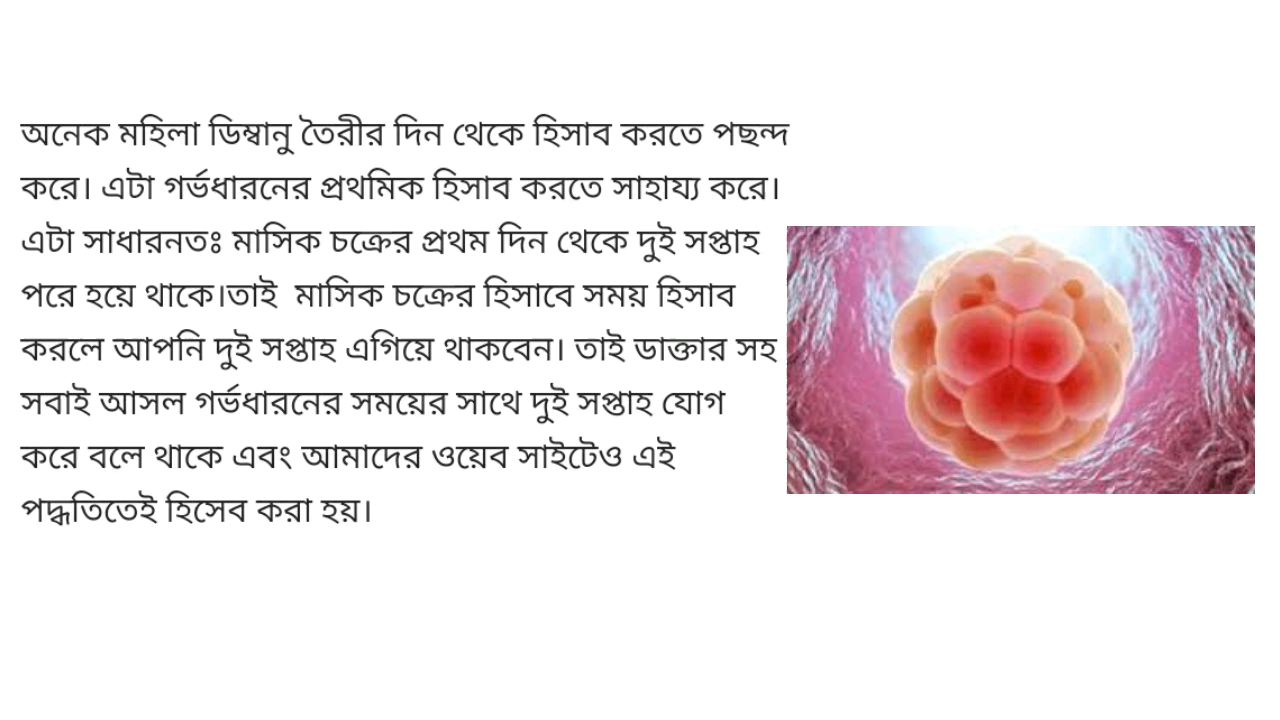 অনেক মহিলা ডিম্বানু তৈরীর দিন থেকে হিসাব করতে পছন্দ
করে। এটা গর্ভধারনের প্রথমিক হিসাব করতে সাহায্য করে।
এটা সাধারনতঃ মাসিক চক্রের প্রথম দিন থেকে দুই সপ্তাহ
পরে হয়ে থাকে।তাই  মাসিক চক্রের হিসাবে সময় হিসাব
করলে আপনি দুই সপ্তাহ এগিয়ে থাকবেন। তাই ডাক্তার সহ
সবাই আসল গর্ভধারনের সময়ের সাথে দুই সপ্তাহ যোগ
করে বলে থাকে এবং আমাদের ওয়েব সাইটেও এই
পদ্ধতিতেই হিসেব করা হয়।